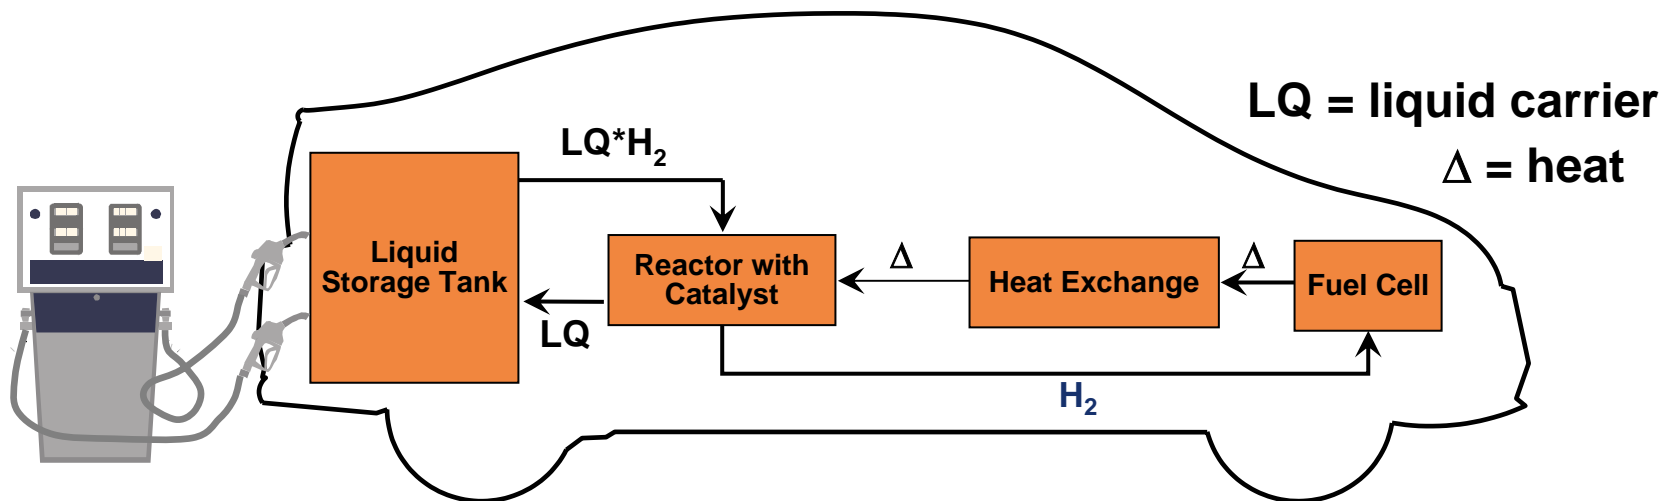 LQ = liquid carrier
Δ = heat
LQ*H₂
Liquid
Storage Tank
Reactor with
Catalyst
Δ
Heat Exchange
Δ
Fuel Cell
LQ
H₂